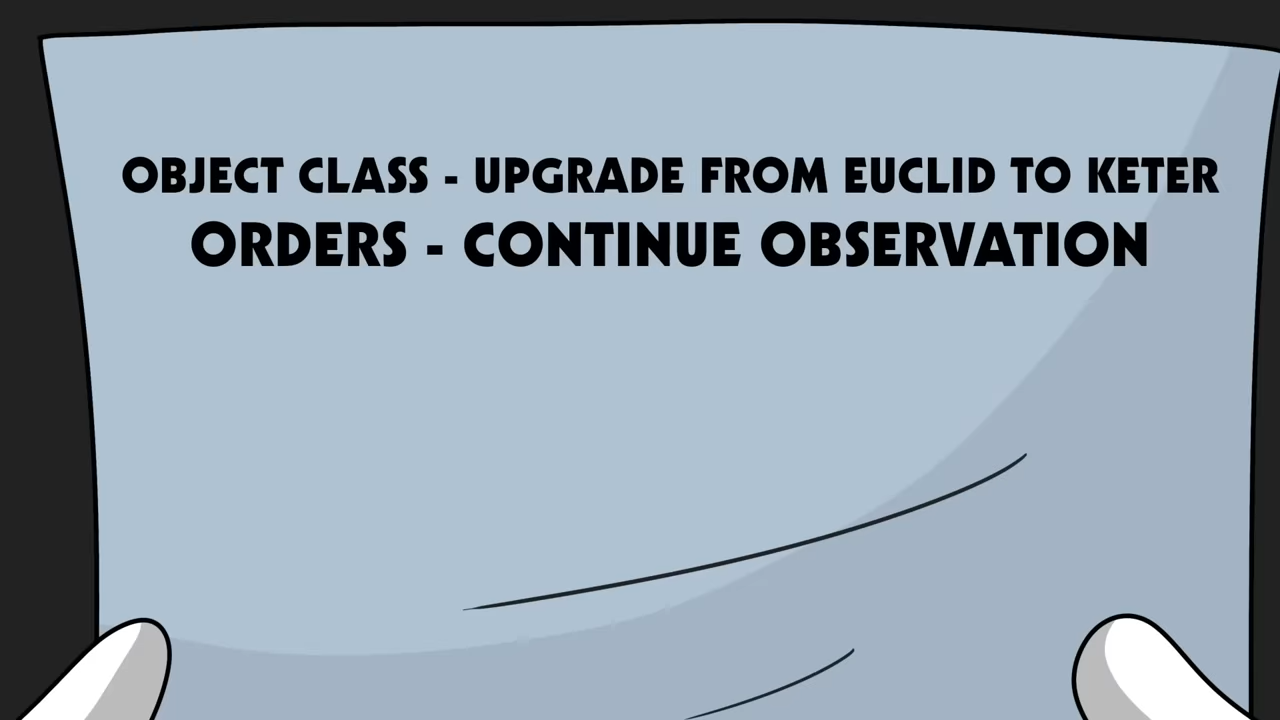 OBJECT CLASS - UPGRADE FROM EUCLID TO KETER
ORDERS - CONTINUE OBSERVATION